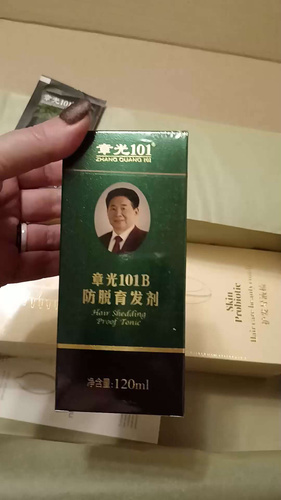 章光101B
章光101
ZHANG GUANG 101
章光101B
防脱育发剂
Hair Shedding
Proof Tonic
净含量:120ml
Skin
Probiotic